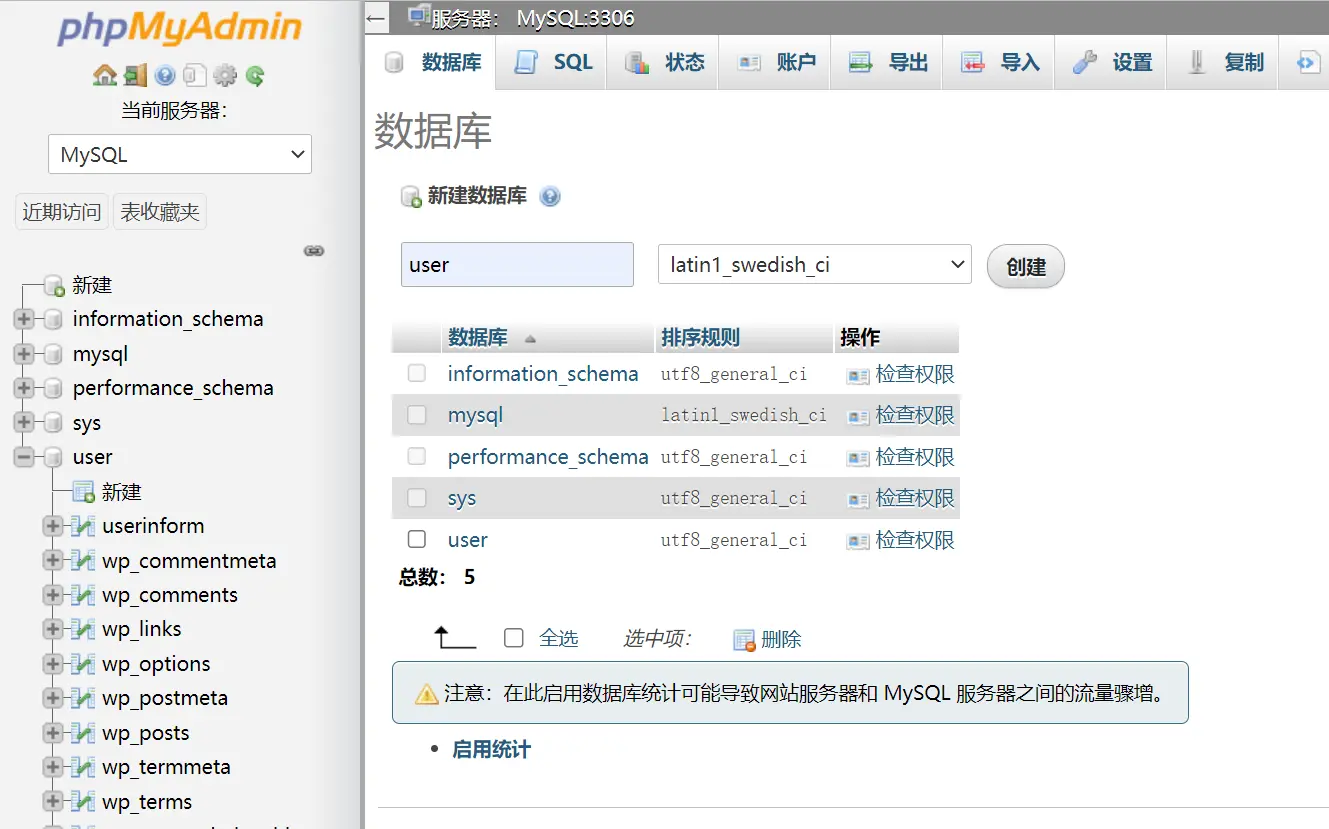 phpMyAdmin
当前服务器：
MySQL
近期访问 表收藏夹
新建
information_schema
mysql
performance_schema
sys
user
新建
userinform
wp_commentmeta
wp_comments
wp_links
wp_options
wp_postmeta
wp_posts
wp_termmeta
wp_terms
服务器： MySQL:3306
数据库 SQL 状态 账户 导出 导入 设置 复制
数据库
新建数据库
user latin1_swedish_ci 创建
数据库 排序规则 操作
information_schema utf8_general_ci 检查权限
mysql latin1_swedish_ci 检查权限
performance_schema utf8_general_ci 检查权限
sys utf8_general_ci 检查权限
user utf8_general_ci 检查权限
总数： 5
全选 选中项： 删除
注意：在此启用数据库统计可能导致网站服务器和 MySQL 服务器之间的流量骤增。
• 启用统计